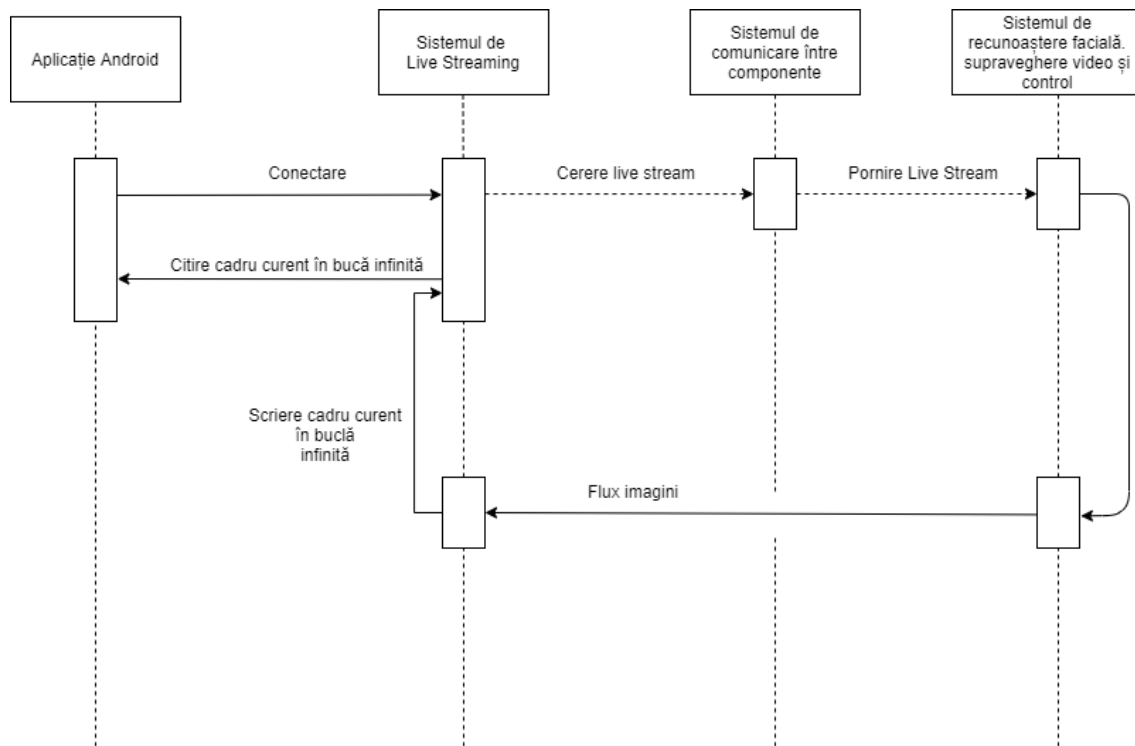 Aplicație Android
Sistemul de
Live Streaming
Sistemul de
comunicare între
componente
Sistemul de
recunoaștere facială.
supraveghere video și
control
Conectare
Cerere live stream
Pornire Live Stream
Citire cadru curent în bucă infinită
Scriere cadru curent
în buclă
infinită
Flux imagini